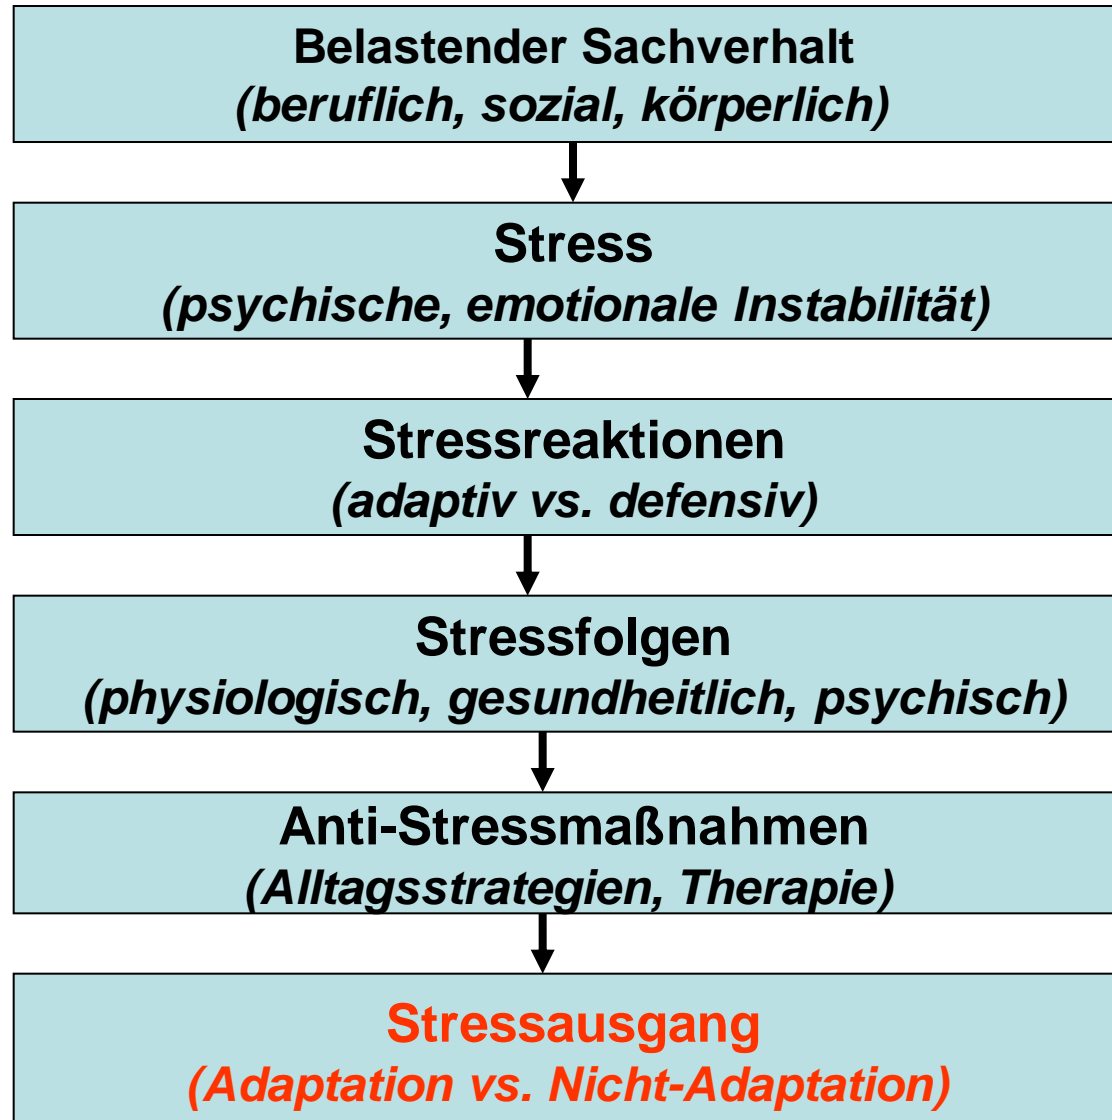 Belastender Sachverhalt
(beruflich, sozial, körperlich)
Stress
(psychische, emotionale Instabilität)
Stressreaktionen
(adaptiv vs. defensiv)
Stressfolgen
(physiologisch, gesundheitlich, psychisch)
Anti-Stressmaßnahmen
(Alltagsstrategien, Therapie)
Stressausgang
(Adaptation vs. Nicht-Adaptation)